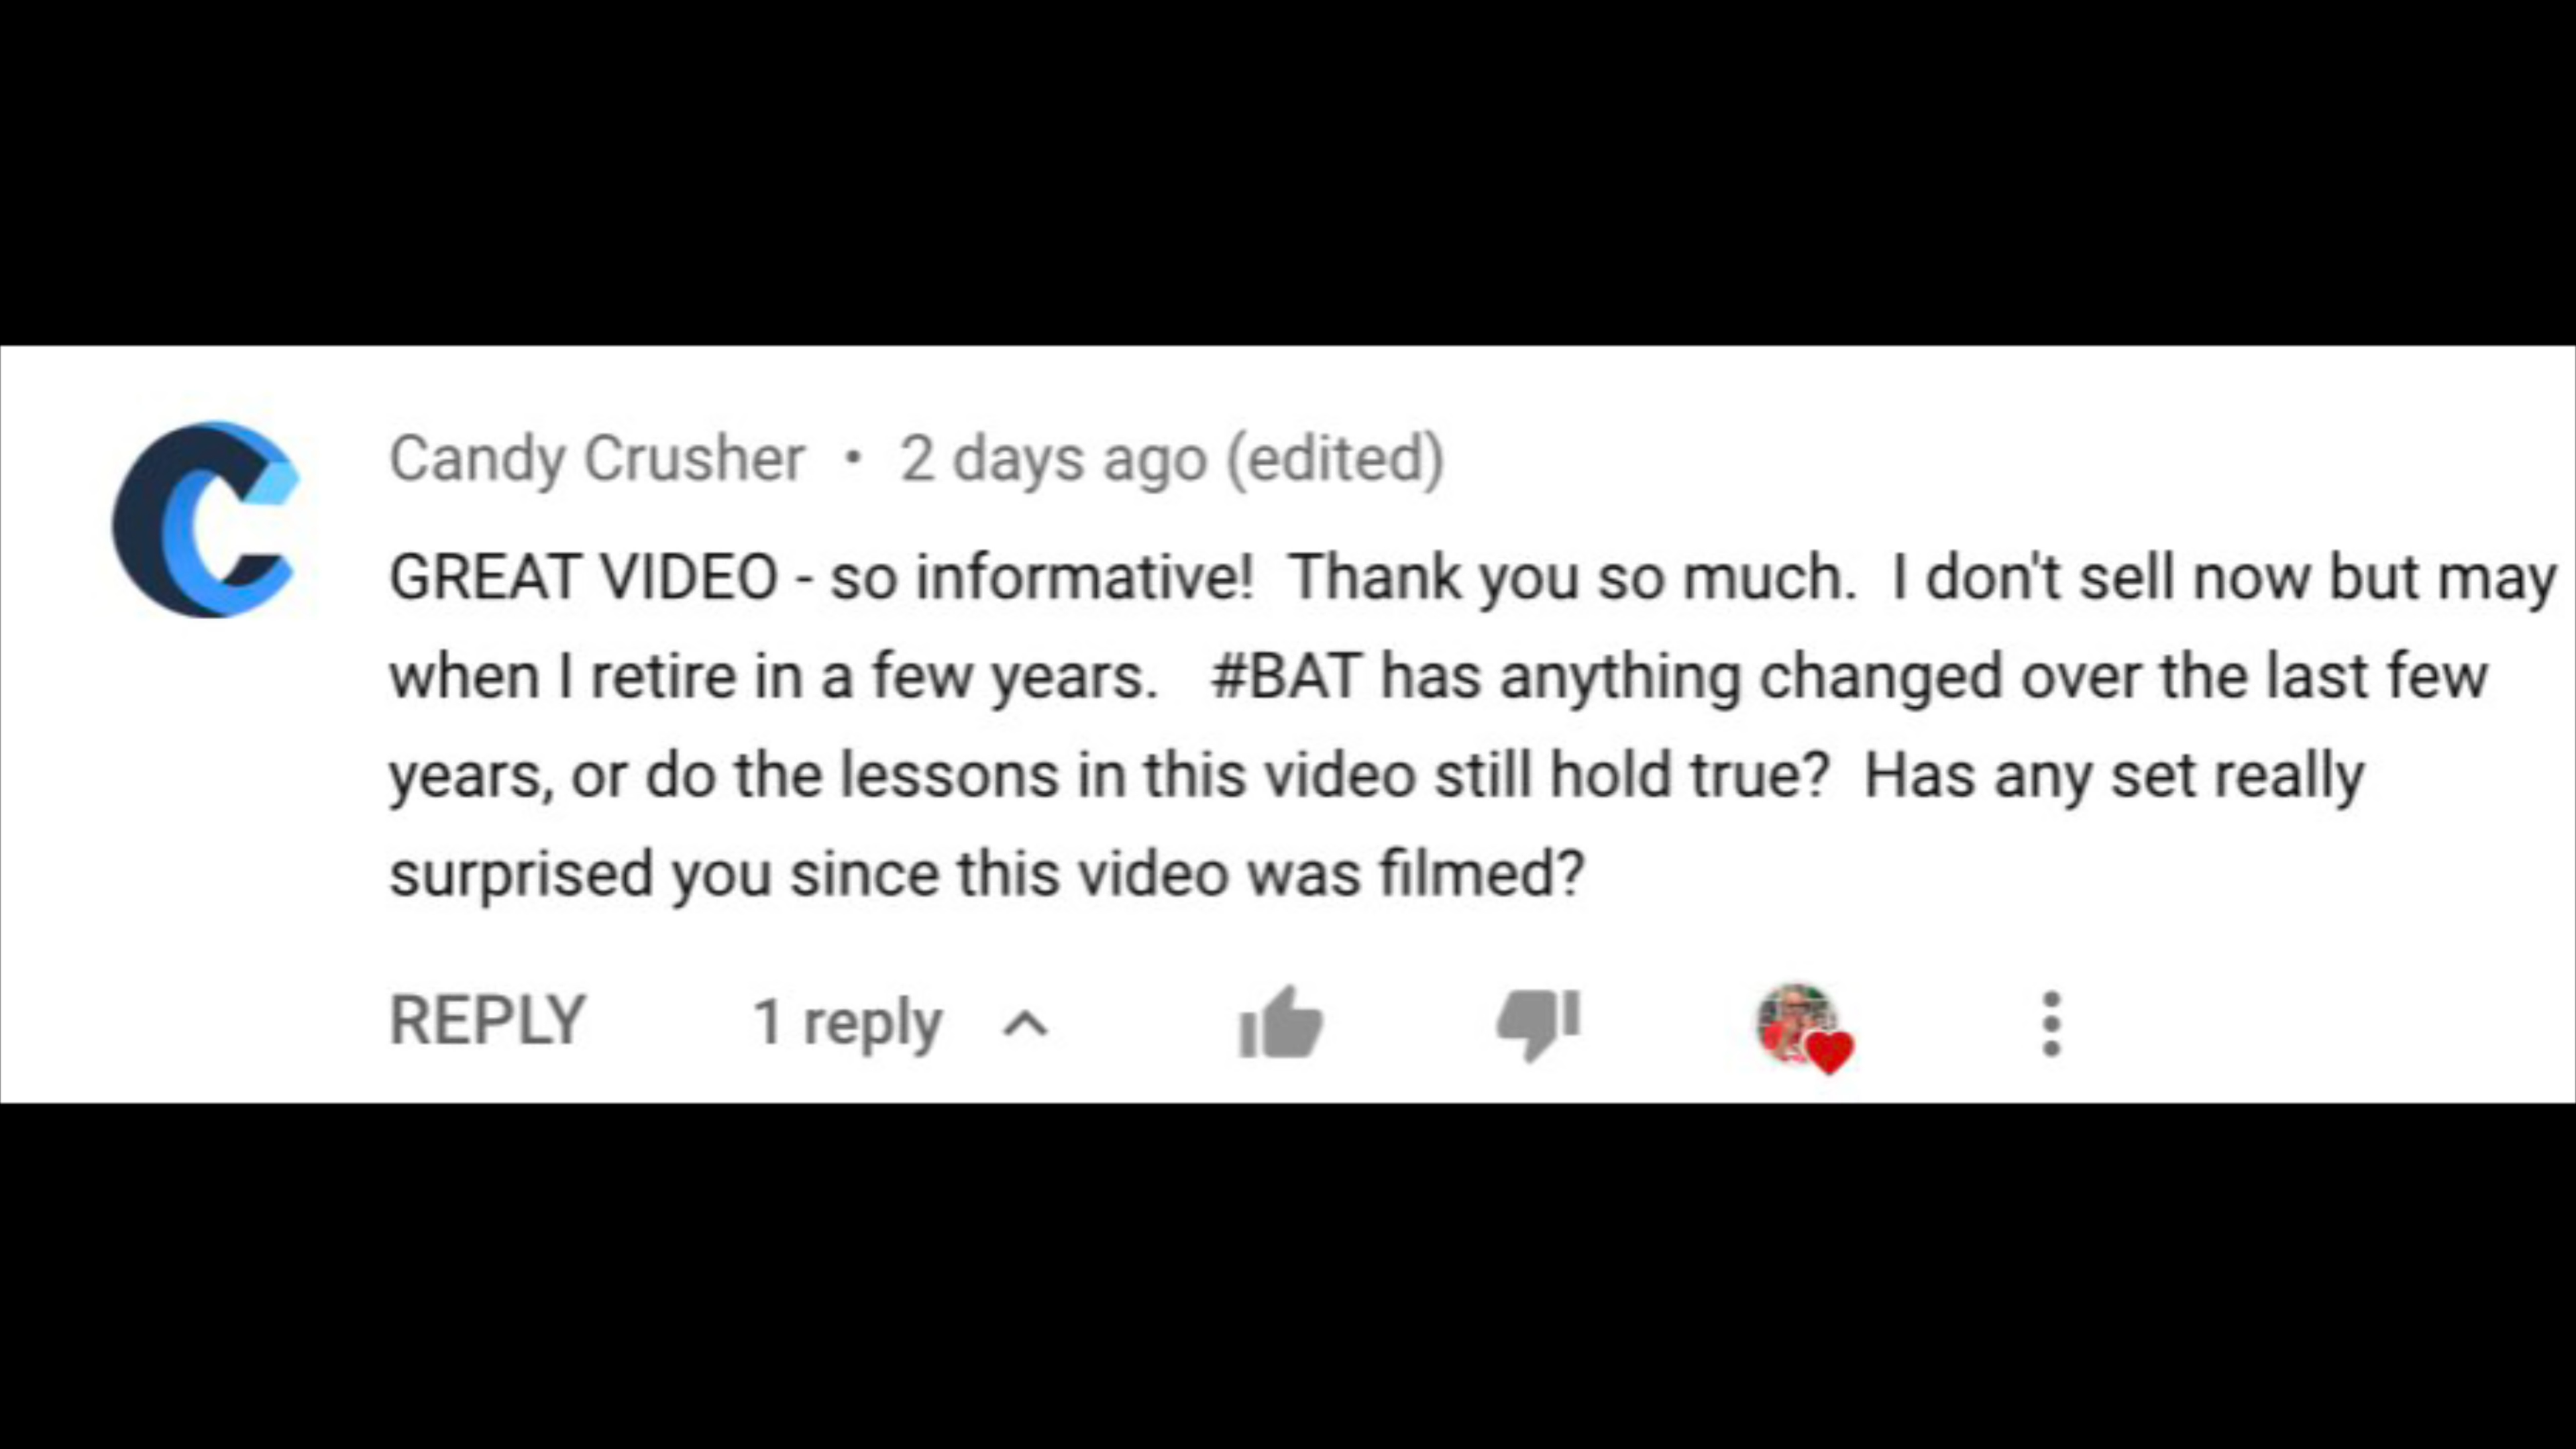 Candy Crusher • 2 days ago (edited)
GREAT VIDEO - so informative!  Thank you so much.  I don't sell now but may
when I retire in a few years.   #BAT has anything changed over the last few
years, or do the lessons in this video still hold true?  Has any set really
surprised you since this video was filmed?
REPLY 1 reply